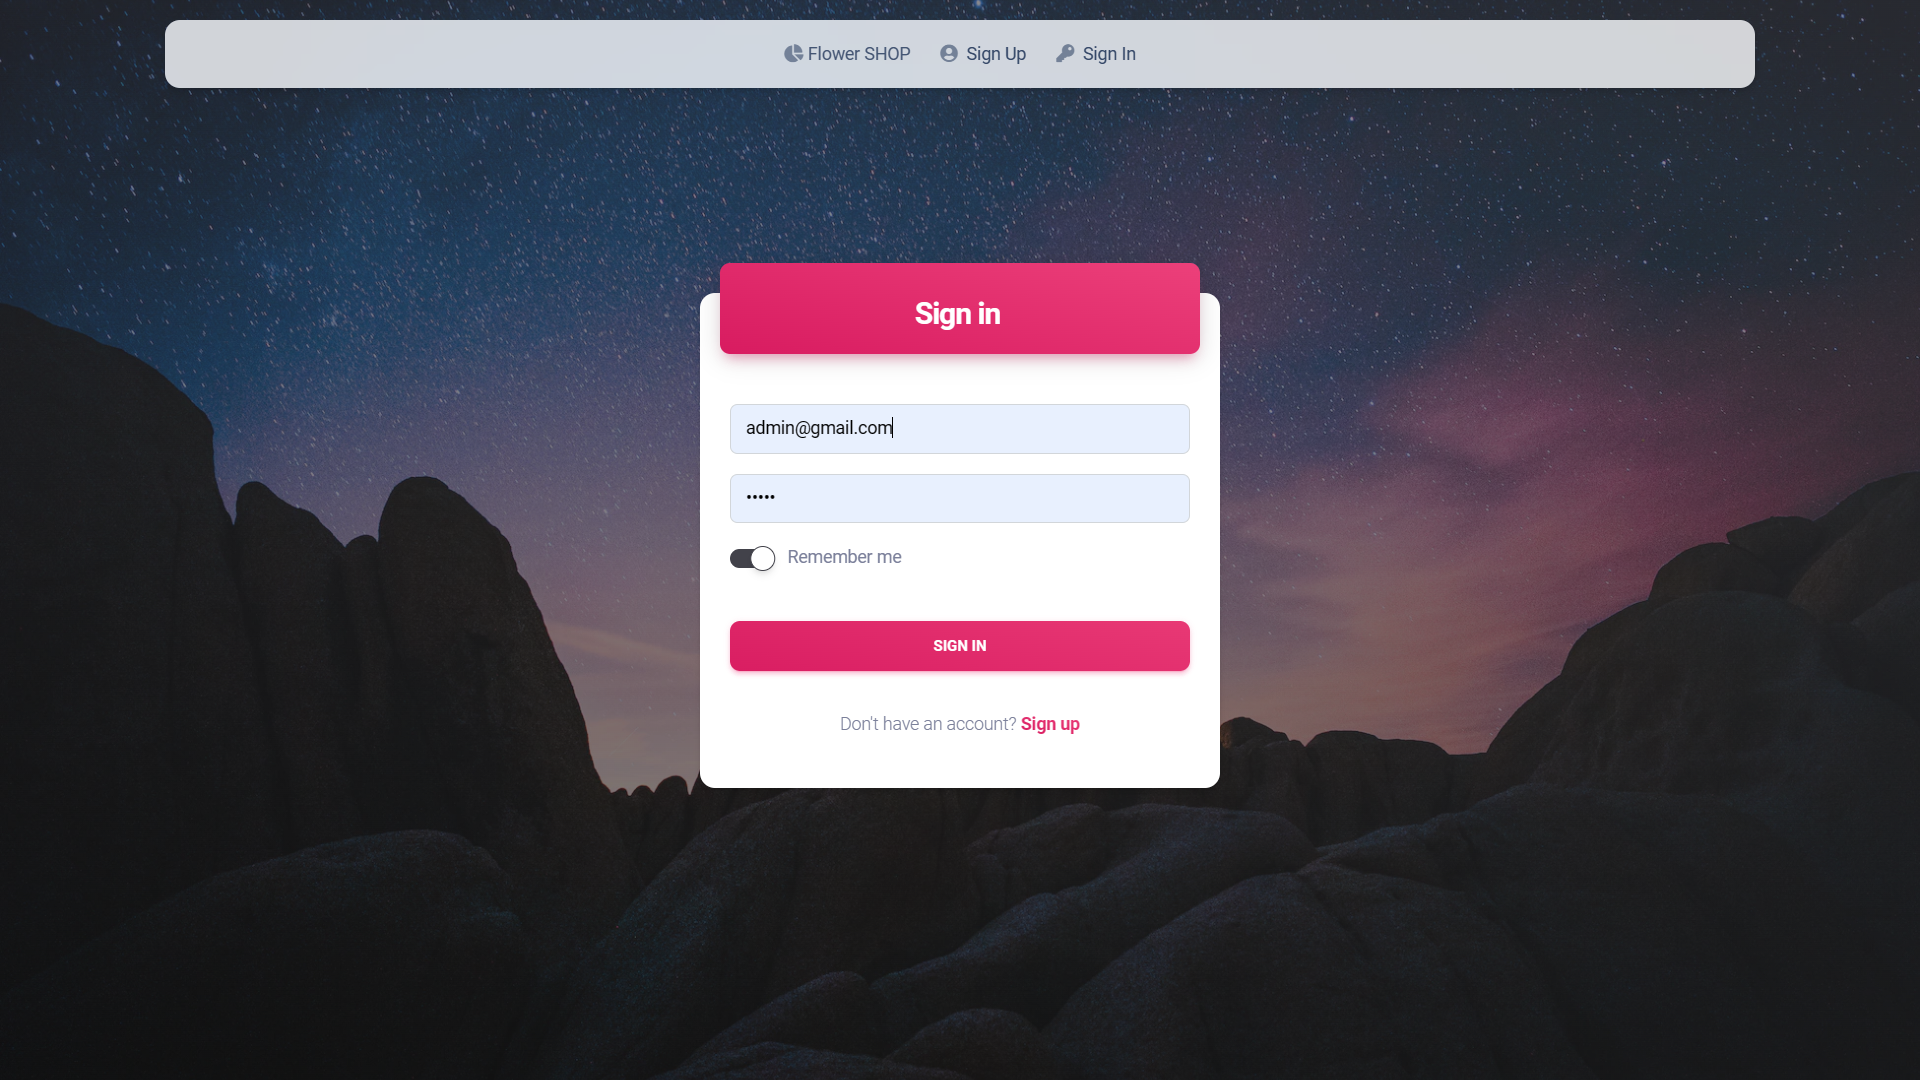 Flower SHOP Sign Up Sign In
Sign in
admin@gmail.com
•••••
Remember me
SIGN IN
Don't have an account? Sign up